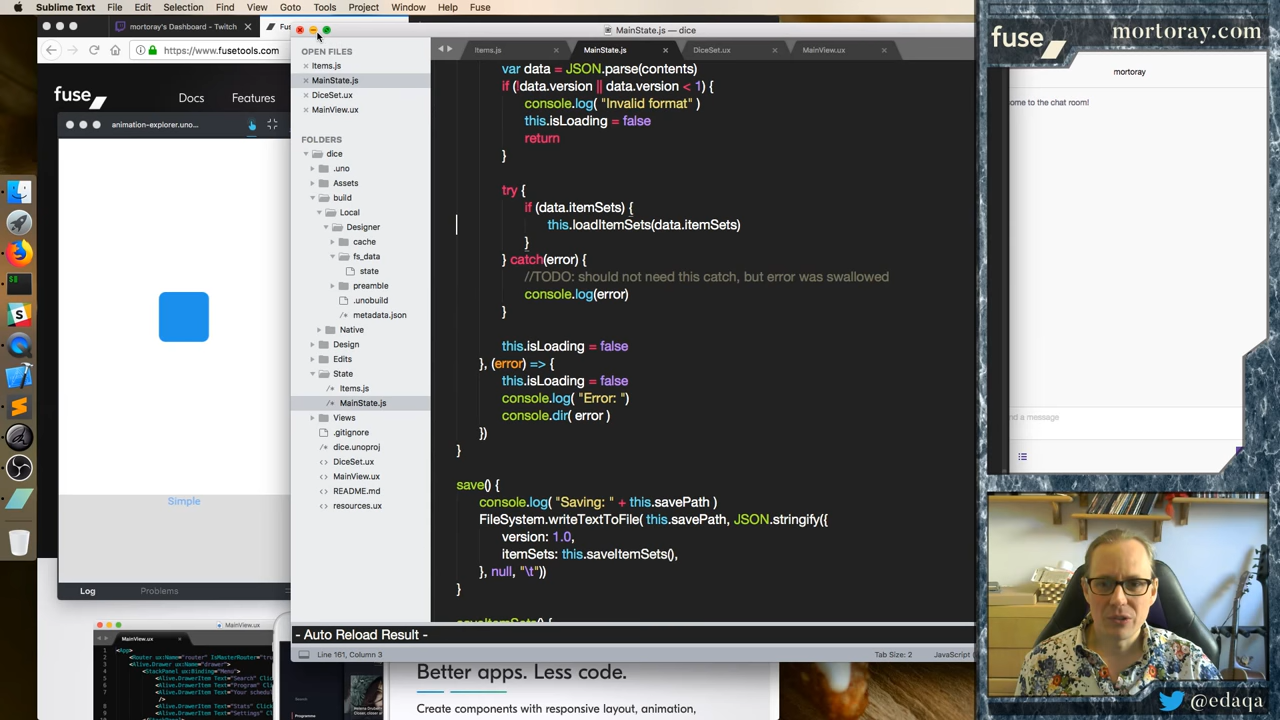 Sublime Text File Edit Selection Find View Goto Tools Project Window Help Fuse
mortoray's Dashboard - Twitch
https://www.fusetools.com
fuse
Docs Features
animation-explorer.uno...
Simple
Log Problems
MainView.ux
MainView.ux
Better apps. Less code.
Create components with responsive layout, animation,
MainState.js — dice
OPEN FILES
Items.js
MainState.js
DiceSet.ux
MainView.ux
FOLDERS
dice
.uno
Assets
build
Local
Designer
cache
fs_data
state
preamble
.unobuild
metadata.json
Native
Design
Edits
State
Items.js
MainState.js
Views
.gitignore
dice.unoproj
DiceSet.ux
MainView.ux
README.md
resources.ux
Items.js MainState.js DiceSet.ux MainView.ux
var data = JSON.parse(contents)
if (!data.version || data.version < 1) {
console.log( "Invalid format" )
this.isLoading = false
return
}
try {
if (data.itemSets) {
this.loadItemSets(data.itemSets)
}
} catch(error) {
//TODO: should not need this catch, but error was swallowed
console.log(error)
}
this.isLoading = false
}, (error) => {
this.isLoading = false
console.log( "Error: ")
console.dir( error )
})
}
save() {
console.log( "Saving: " + this.savePath )
FileSystem.writeTextToFile( this.savePath, JSON.stringify({
version: 1.0,
itemSets: this.saveItemSets(),
}, null, "\t"))
}
- Auto Reload Result -
Line 161, Column 3 Tab Size: 2 JavaScript
fuse
mortoray.com
mortoray
ome to the chat room!
nd a message
@edaqa